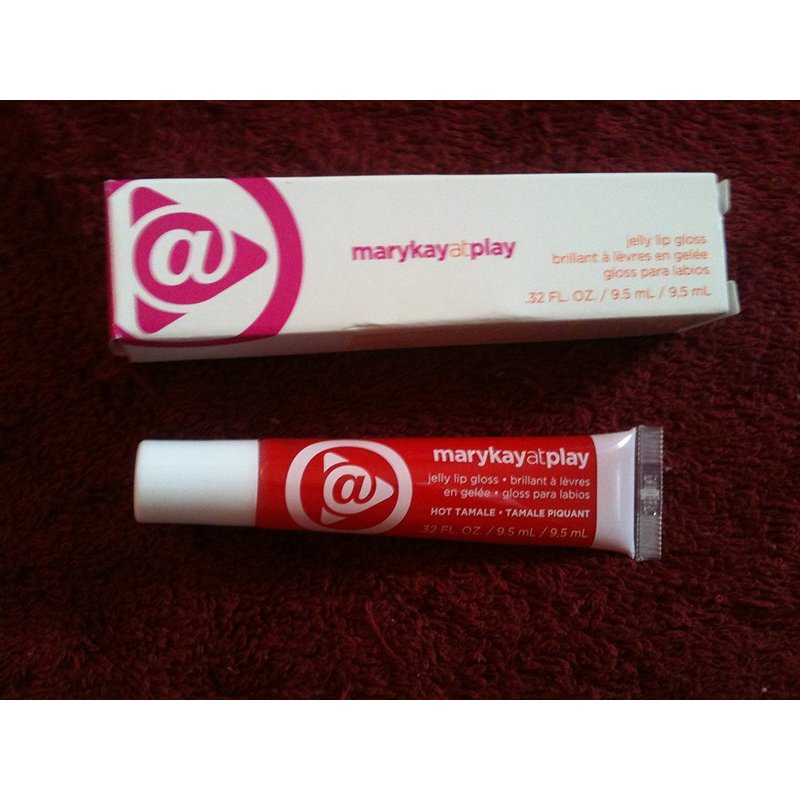 @
marykayatplay
jelly lip gloss
brillant à lèvres en gelée
gloss para labios
.32 FL. OZ. / 9.5 mL / 9,5 mL
@
marykayatplay
jelly lip gloss • brillant à lèvres
en gelée • gloss para labios
HOT TAMALE • TAMALE PIQUANT
.32 FL. OZ. / 9.5 mL / 9,5 mL